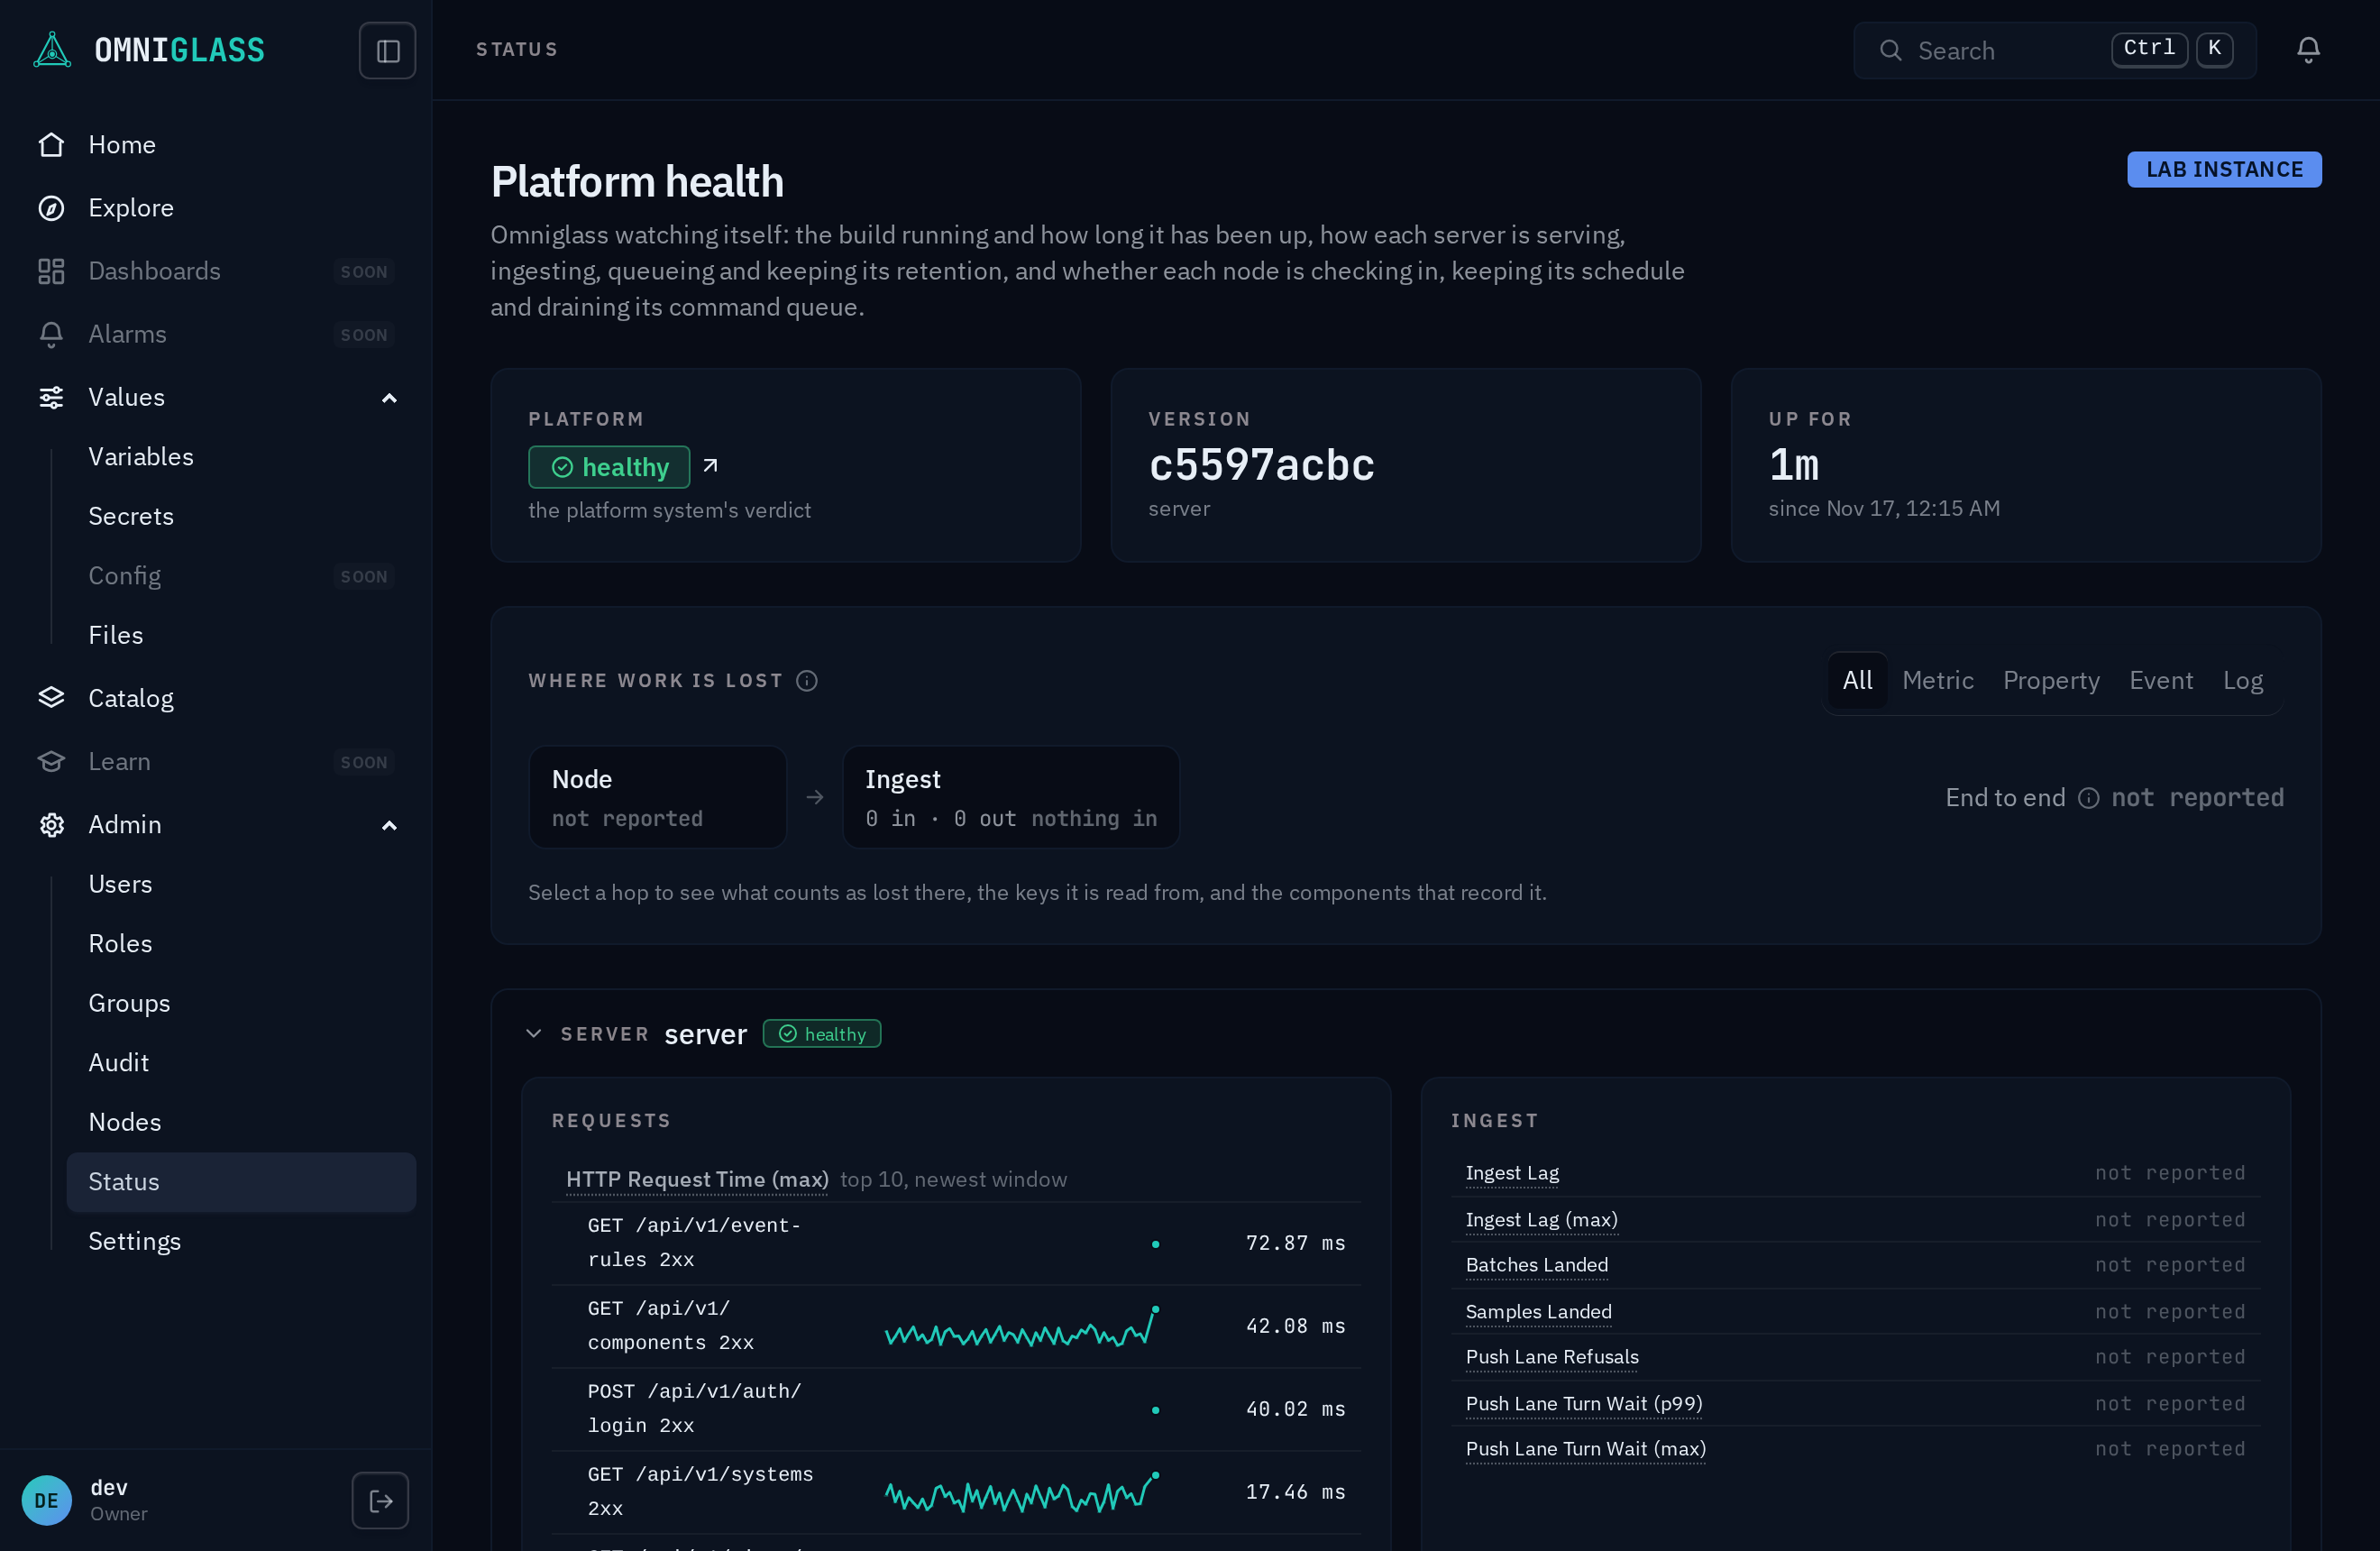 OMNIGLASS
STATUS
Search Ctrl K
Home
Explore
Dashboards SOON
Alarms SOON
Values
Variables
Secrets
Config SOON
Files
Catalog
Learn SOON
Admin
Users
Roles
Groups
Audit
Nodes
Status
Settings
DE dev
Owner
Platform health
LAB INSTANCE
Omniglass watching itself: the build running and how long it has been up, how each server is serving,
ingesting, queueing and keeping its retention, and whether each node is checking in, keeping its schedule
and draining its command queue.
PLATFORM
healthy
the platform system's verdict
VERSION
c5597acbc
server
UP FOR
1m
since Nov 17, 12:15 AM
WHERE WORK IS LOST
All Metric Property Event Log
Node
not reported
Ingest
0 in · 0 out nothing in
End to end not reported
Select a hop to see what counts as lost there, the keys it is read from, and the components that record it.
SERVER server healthy
REQUESTS
HTTP Request Time (max) top 10, newest window
GET /api/v1/event-
rules 2xx
72.87 ms
GET /api/v1/
components 2xx
42.08 ms
POST /api/v1/auth/
login 2xx
40.02 ms
GET /api/v1/systems
2xx
17.46 ms
INGEST
Ingest Lag not reported
Ingest Lag (max) not reported
Batches Landed not reported
Samples Landed not reported
Push Lane Refusals not reported
Push Lane Turn Wait (p99) not reported
Push Lane Turn Wait (max) not reported